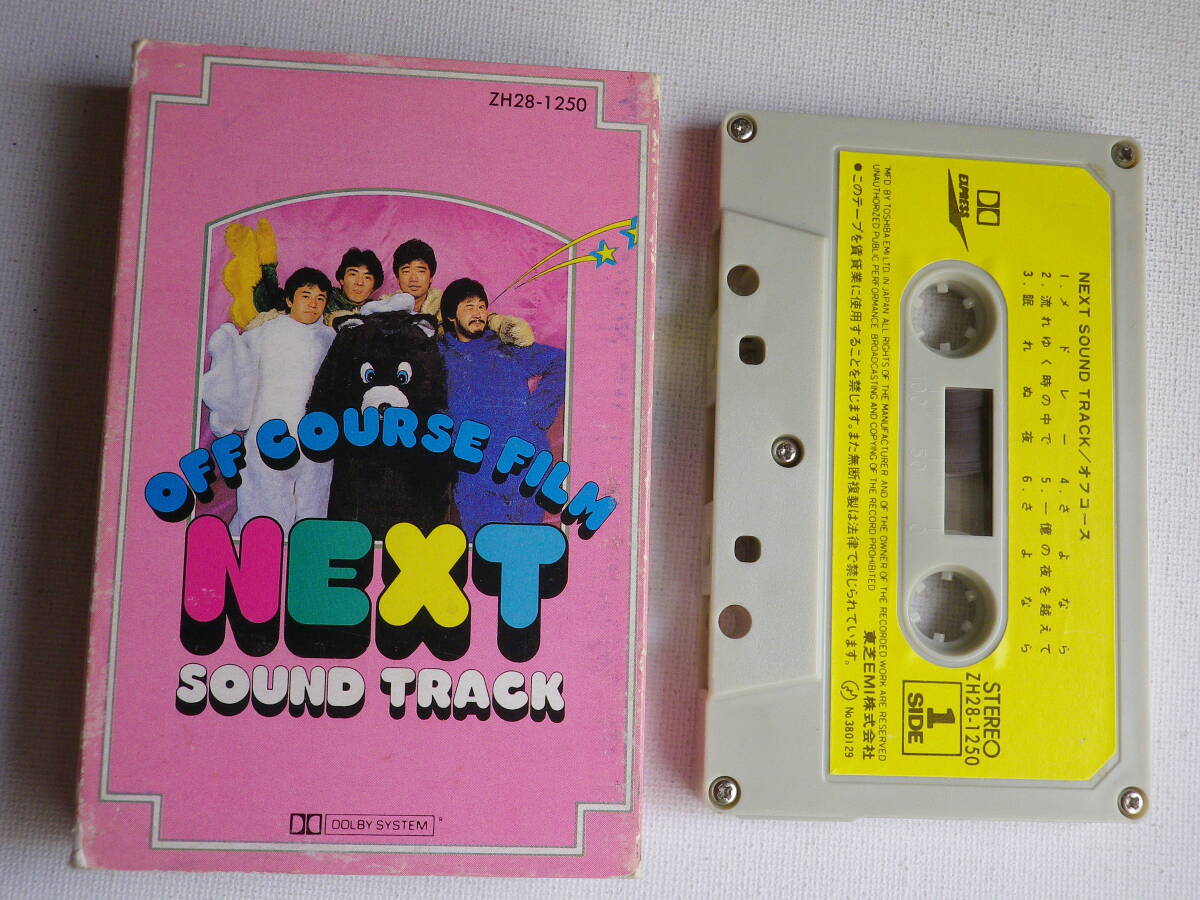 ZH28-1250
OFF COURSE FILM
NEXT
SOUND TRACK
DOLBY SYSTEM
EXPRESS
NEXT SOUND TRACK/オフコース
1. メドレー
2. 流れゆく時の中で
3. 眠れぬ夜
4. さよなら
5. 一億の夜を越えて
6. さよなら
STEREO
ZH28-1250
1
SIDE
MFD BY TOSHIBA EMI LTD. IN JAPAN ALL RIGHTS OF THE MANUFACTURER AND OF THE OWNER OF THE RECORDED WORK ARE RESERVED
UNAUTHORIZED PUBLIC PERFORMANCE BROADCASTING AND COPYING OF THE RECORD PROHIBITED
●このテープを賃貸業に使用することを禁じます。また無断複製は法律で禁じられています。
東芝EMI株式会社
No.380129
100 50 0